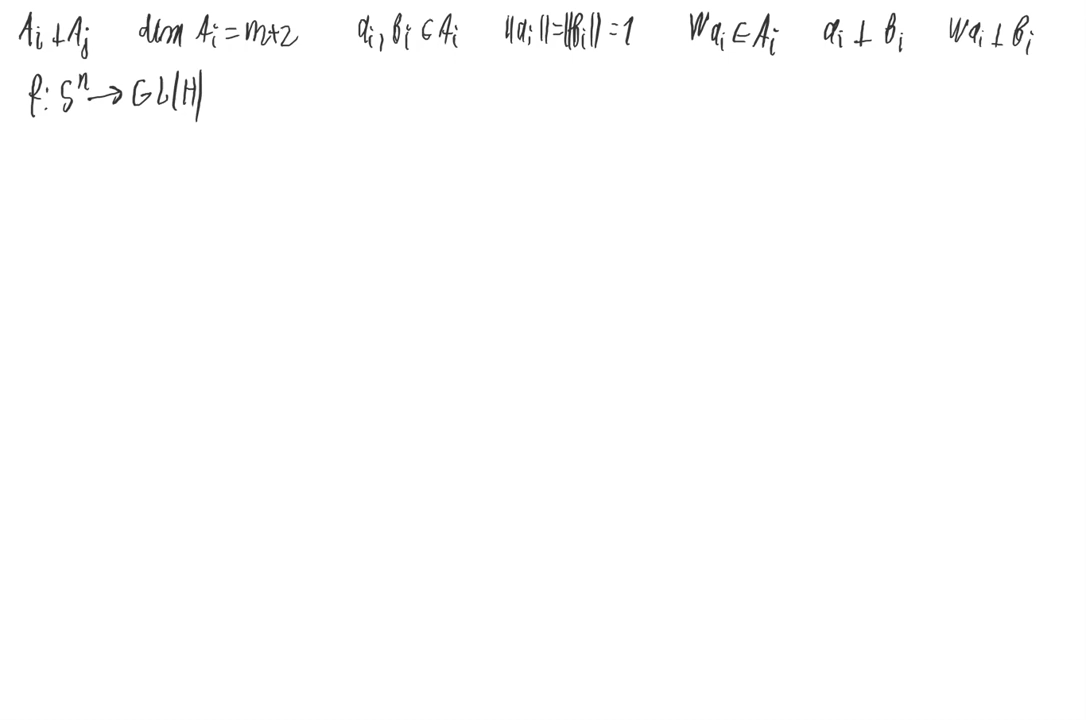 A_i ⊥ A_j dim A_i = m+2 a_i, b_i ∈ A_i ||a_i|| = ||b_i|| = 1 Wa_i ∈ A_i a_i ⊥ b_i Wa_i ⊥ b_i
f: S^n → GL(H)